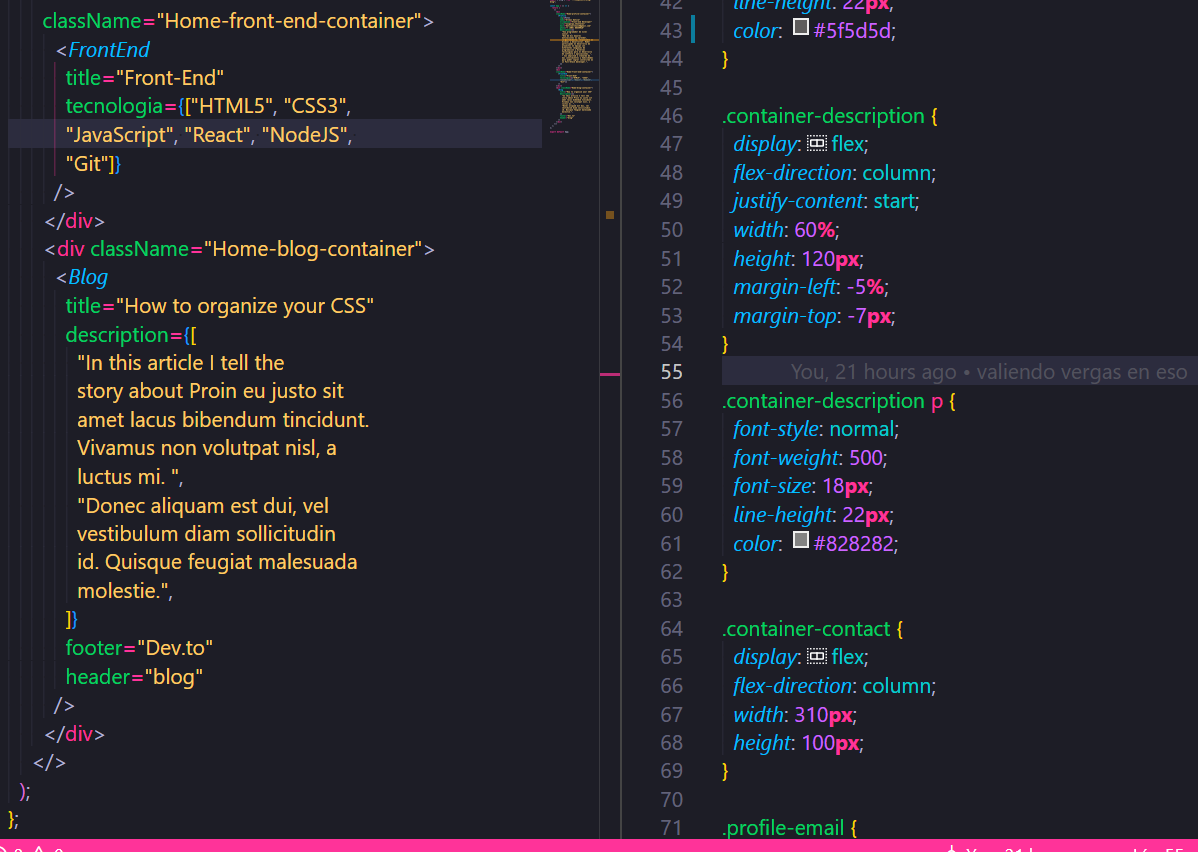 className="Home-front-end-container">
<FrontEnd
title="Front-End"
tecnologia={["HTML5", "CSS3",
"JavaScript", "React", "NodeJS",
"Git"]}
/>
</div>
<div className="Home-blog-container">
<Blog
title="How to organize your CSS"
description={[
"In this article I tell the
story about Proin eu justo sit
amet lacus bibendum tincidunt.
Vivamus non volutpat nisl, a
luctus mi. ",
"Donec aliquam est dui, vel
vestibulum diam sollicitudin
id. Quisque feugiat malesuada
molestie.",
]}
footer="Dev.to"
header="blog"
/>
</div>
</>
);
};
42 line-height: 22px;
43 color: #5f5d5d;
44 }
45
46 .container-description {
47 display: flex;
48 flex-direction: column;
49 justify-content: start;
50 width: 60%;
51 height: 120px;
52 margin-left: -5%;
53 margin-top: -7px;
54 }
55 You, 21 hours ago • valiendo vergas en eso
56 .container-description p {
57 font-style: normal;
58 font-weight: 500;
59 font-size: 18px;
60 line-height: 22px;
61 color: #828282;
62 }
63
64 .container-contact {
65 display: flex;
66 flex-direction: column;
67 width: 310px;
68 height: 100px;
69 }
70
71 .profile-email {